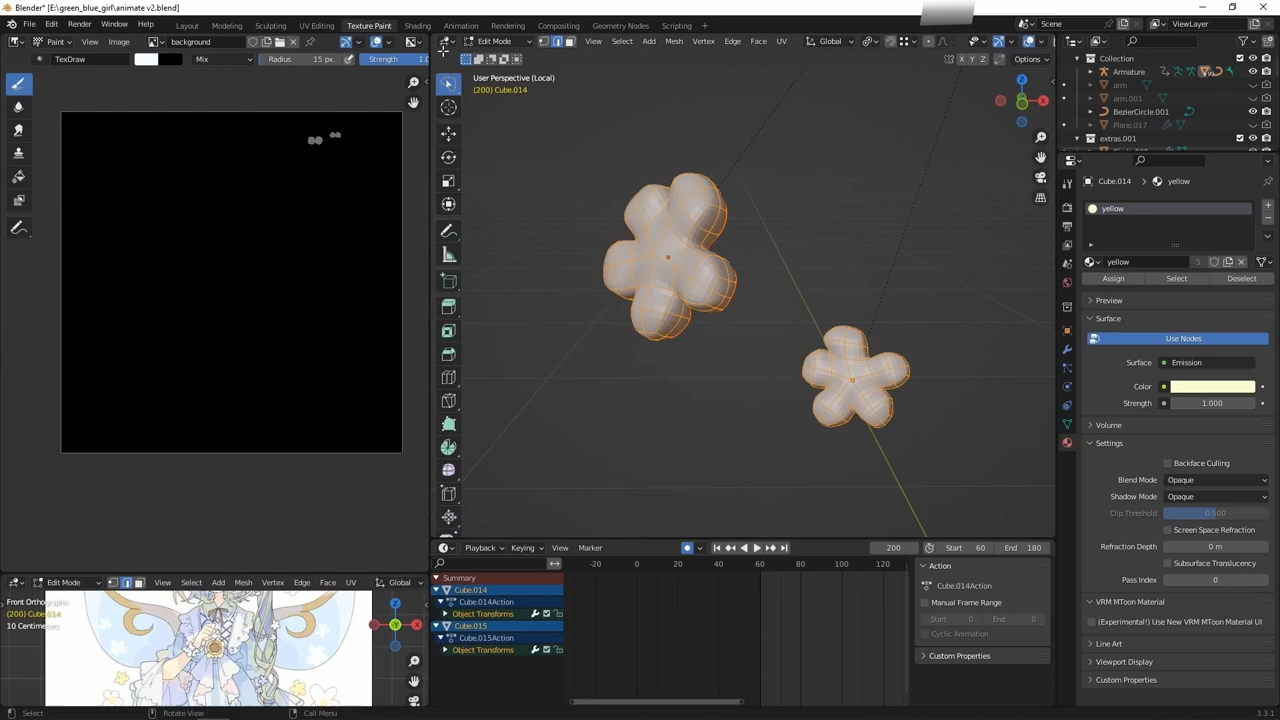 Blender* [E:\green_blue_girl\animate v2.blend]
File Edit Render Window Help Layout Modeling Sculpting UV Editing Texture Paint Shading Animation Rendering Compositing Geometry Nodes Scripting + Scene ViewLayer
Paint View Image background Edit Mode View Select Add Mesh Vertex Edge Face UV Global
TexDraw Mix Radius 15 px Strength 1.0 X Y Z Options
User Perspective (Local)
(200) Cube.014
Z
X
Collection
Armature
arm
arm.001
BezierCircle.001
Plane.017
extras.001
Cube.014 > yellow
yellow
yellow 5
Assign Select Deselect
Preview
Surface
Use Nodes
Surface Emission
Color
Strength 1.000
Volume
Settings
Backface Culling
Blend Mode Opaque
Shadow Mode Opaque
Clip Threshold 0.500
Screen Space Refraction
Refraction Depth 0 m
Subsurface Translucency
Pass Index 0
VRM MToon Material
(Experimental!) Use New VRM MToon Material UI
Line Art
Viewport Display
Custom Properties
Playback Keying View Marker 200 Start 60 End 180
-20 0 20 40 60 80 100 120
Summary
Cube.014
Cube.014Action
Object Transforms
Cube.015
Cube.015Action
Object Transforms
Action
Cube.014Action
Manual Frame Range
Start 0 End 0
Cyclic Animation
Custom Properties
Edit Mode View Select Add Mesh Vertex Edge Face UV Global
Front Orthographic
(200) Cube.014
10 Centimeters
Z
Y
X
Select Rotate View Call Menu 3.3.1